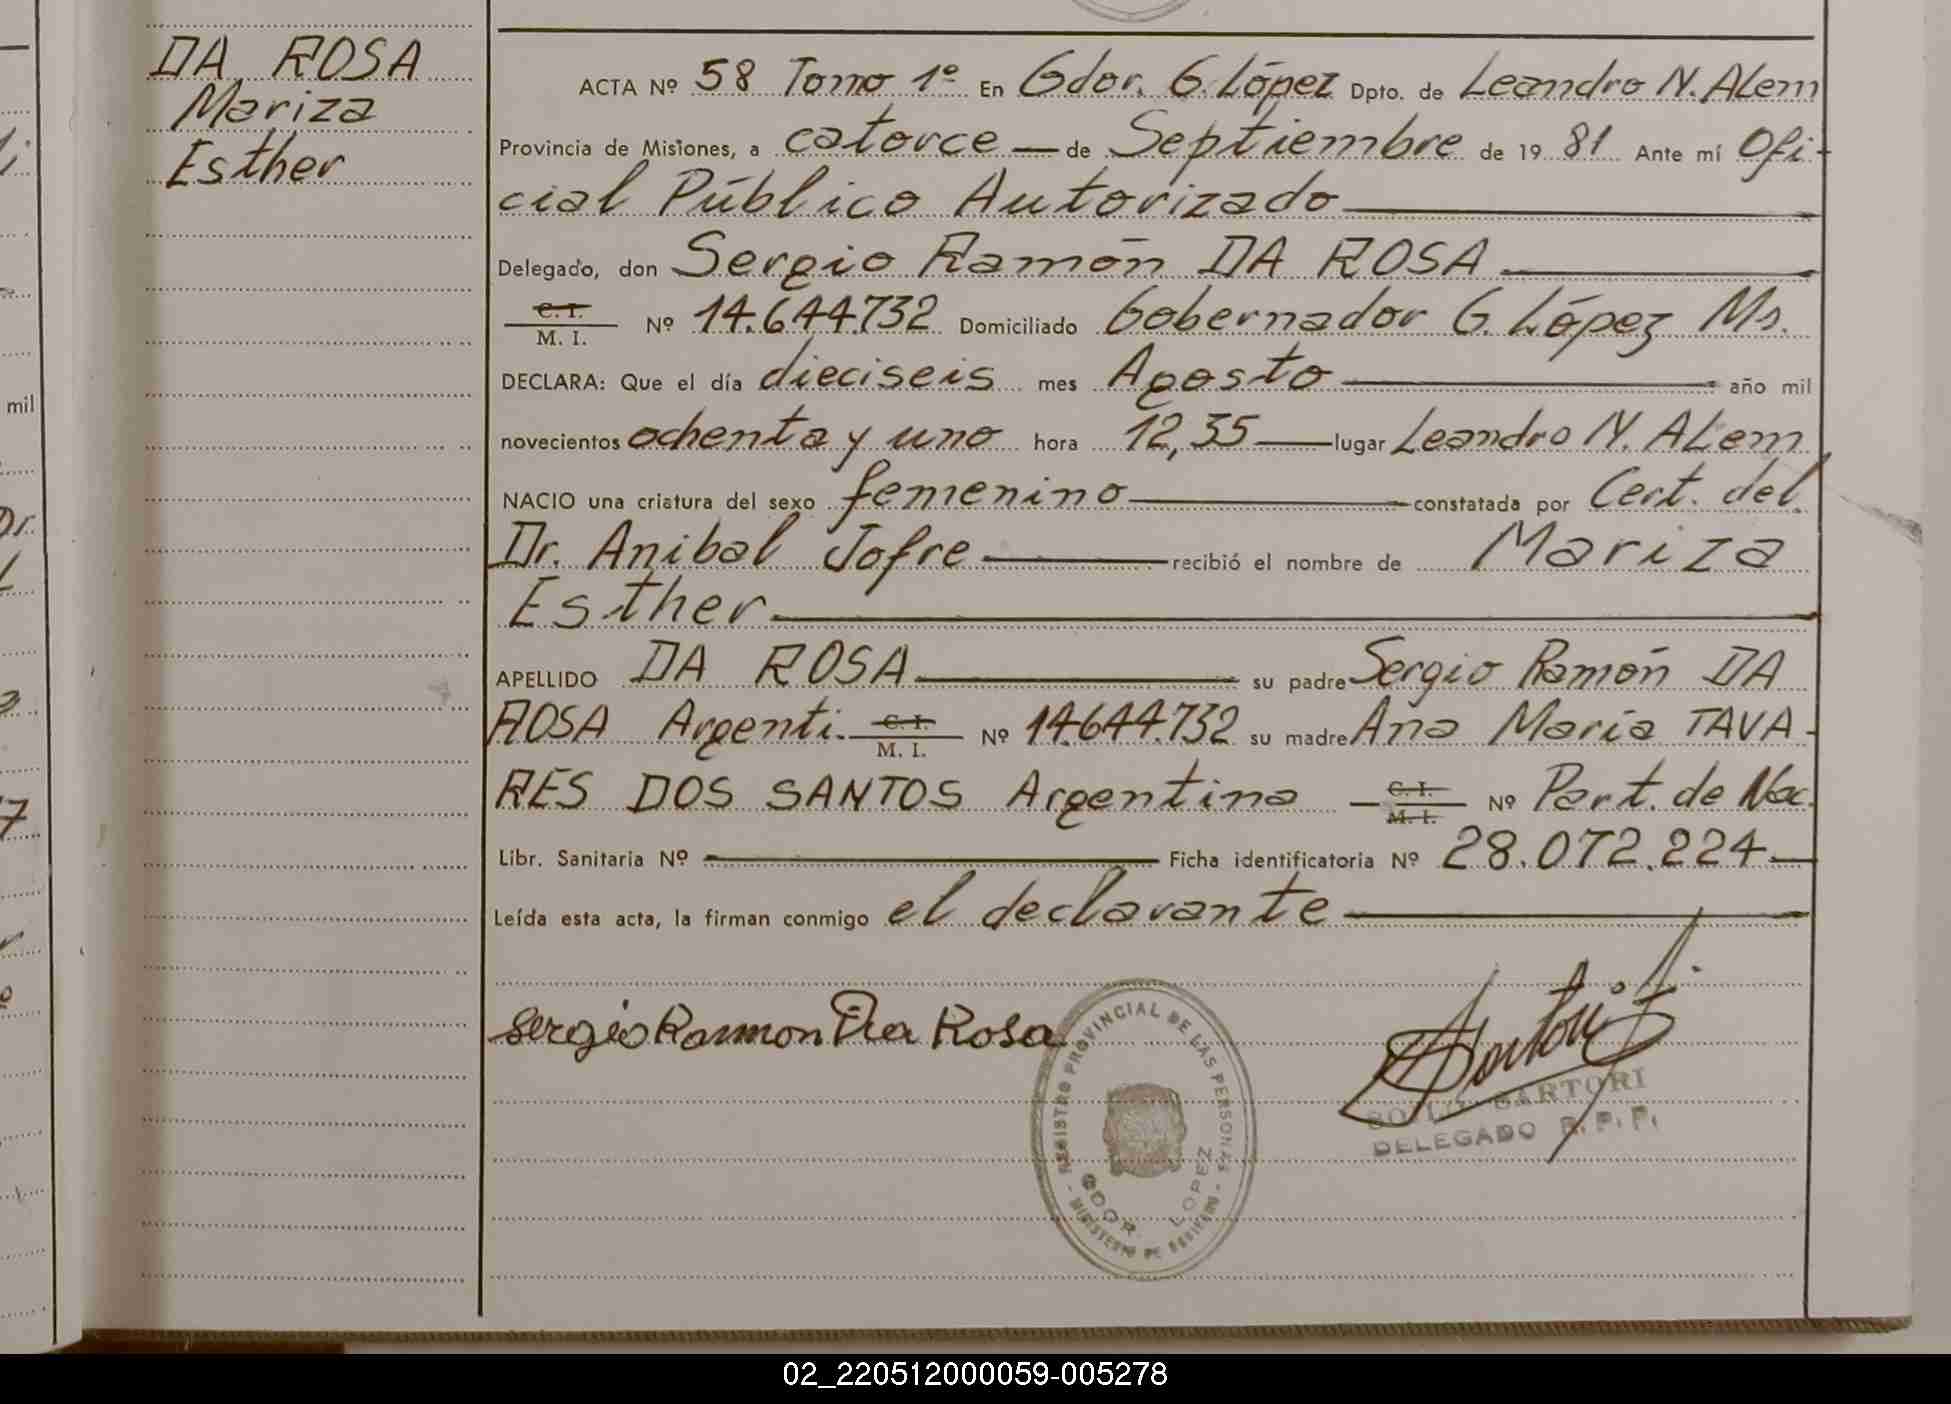 DA ROSA
Mariza
Esther
ACTA Nº 58 Tomo 1º En Gdor. G. López Dpto. de Leandro N. ALem
Provincia de Misiones, a catorce — de Septiembre de 19 81 Ante mí Ofi-
cial Público Autorizado
Delegado, don Sergio Ramón DA ROSA
C. I.
M. I. Nº 14.644.732 Domiciliado Gobernador G. López Ms.
DECLARA: Que el día dieciseis mes Agosto año mil
novecientos ochenta y uno hora 12,35 lugar Leandro N. ALem
NACIO una criatura del sexo femenino constatada por Cert. del
Dr. Anibal Jofre recibió el nombre de Mariza
Esther
APELLIDO DA ROSA su padre Sergio Ramón DA
ROSA Argenti. C. I. M. I. Nº 14.644.732 su madre Ana María TAVA-
RES DOS SANTOS Argentina C. I. M. I. Nº Part. de Nac.
Libr. Sanitaria Nº — Ficha identificatoria Nº 28.072.224
Leída esta acta, la firman conmigo el declarante
Sergio Ramon Da Rosa
REGISTRO PROVINCIAL DE LAS PERSONAS
MINISTERIO DE GOBIERNO
GDOR. LOPEZ
SARTORI
DELEGADO R. P. P.
mil
Dr.
02_220512000059-005278